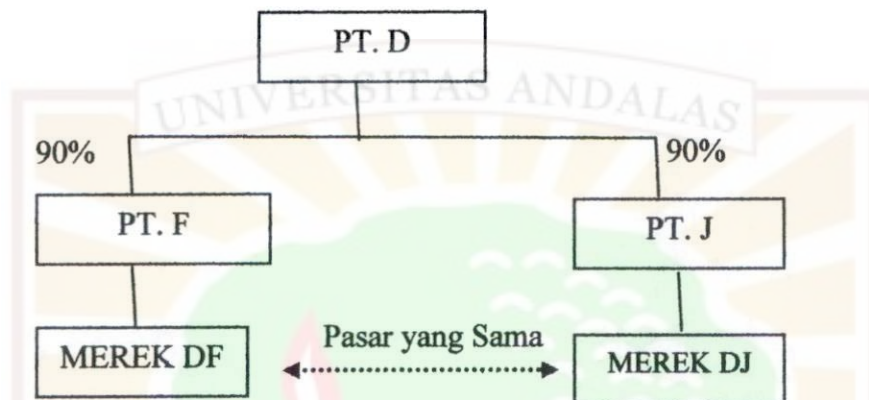 PT. D
UNIVERSITAS ANDALAS
90%
90%
PT. F
PT. J
Pasar yang Sama
MEREK DF
MEREK DJ